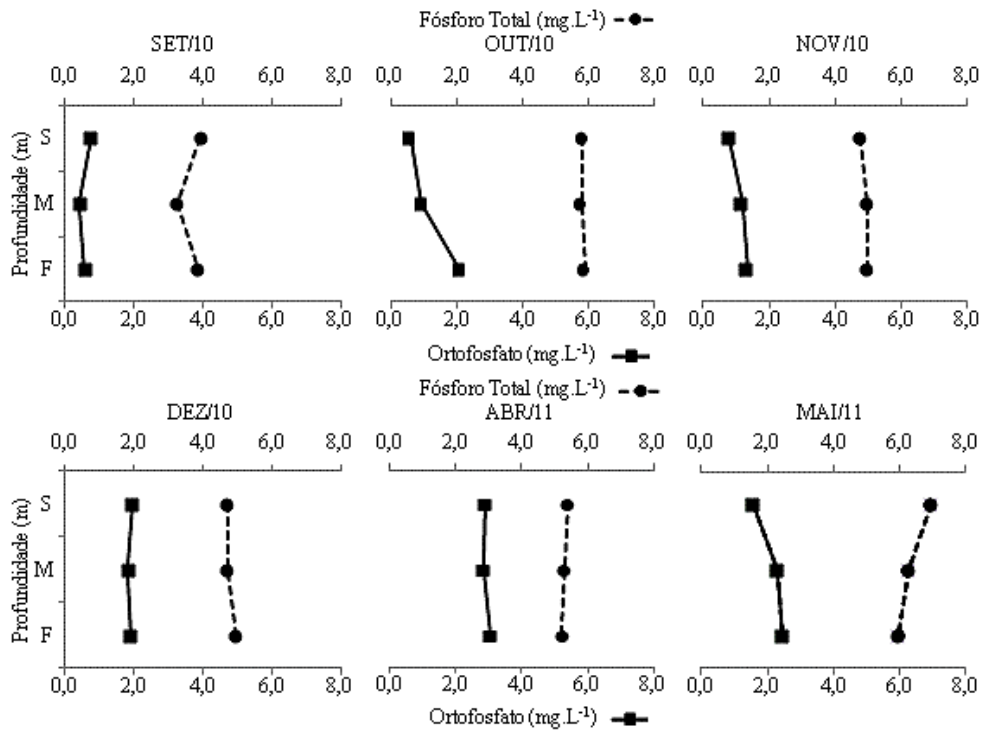 Fósforo Total (mg.L-1)
SET/10 OUT/10 NOV/10
0,0 2,0 4,0 6,0 8,0 0,0 2,0 4,0 6,0 8,0 0,0 2,0 4,0 6,0 8,0
Profundidade (m)
S
M
F
0,0 2,0 4,0 6,0 8,0 0,0 2,0 4,0 6,0 8,0 0,0 2,0 4,0 6,0 8,0
Ortofosfato (mg.L-1)
Fósforo Total (mg.L-1)
DEZ/10 ABR/11 MAI/11
0,0 2,0 4,0 6,0 8,0 0,0 2,0 4,0 6,0 8,0 0,0 2,0 4,0 6,0 8,0
Profundidade (m)
S
M
F
0,0 2,0 4,0 6,0 8,0 0,0 2,0 4,0 6,0 8,0 0,0 2,0 4,0 6,0 8,0
Ortofosfato (mg.L-1)